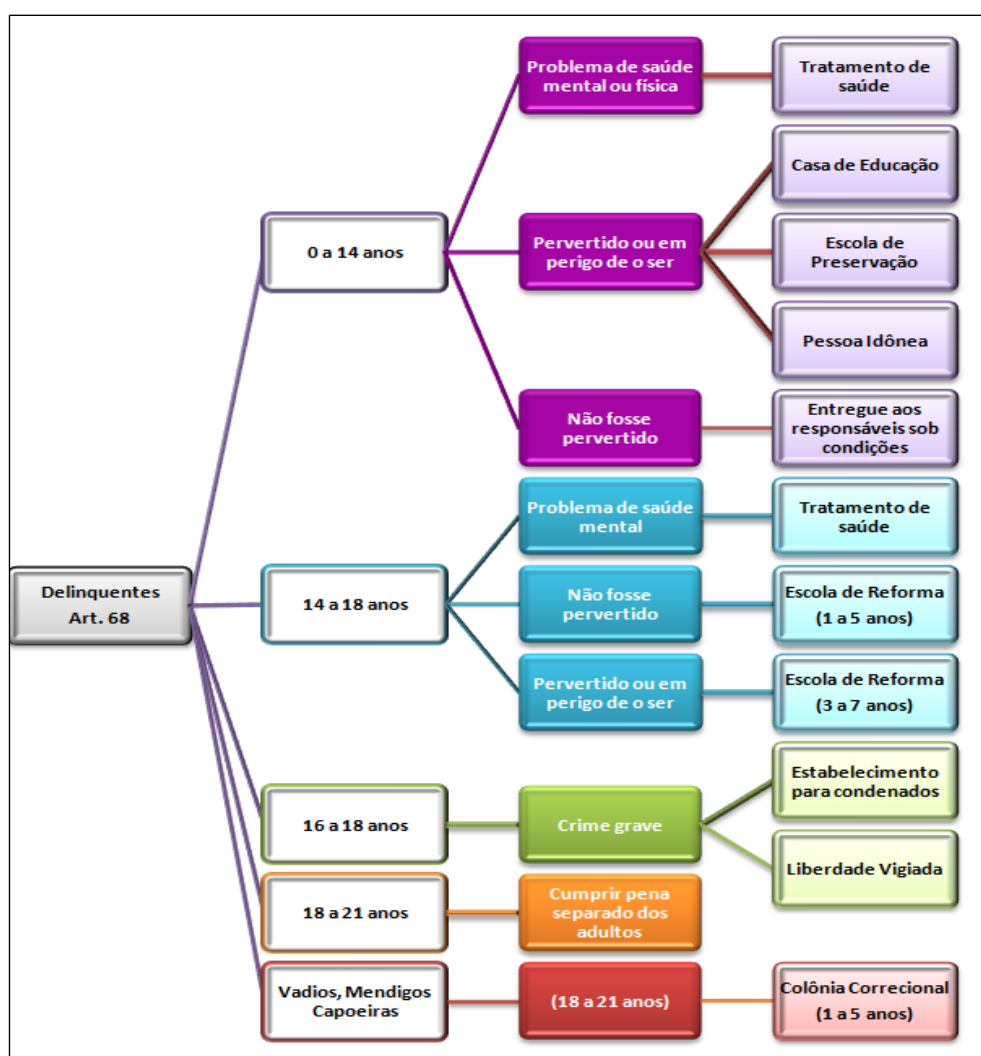 Delinquentes
Art. 68
0 a 14 anos
Problema de saúde
mental ou física
Tratamento de
saúde
Pervertido ou em
perigo de o ser
Casa de Educação
Escola de
Preservação
Pessoa Idônea
Não fosse
pervertido
Entregue aos
responsáveis sob
condições
14 a 18 anos
Problema de saúde
mental
Tratamento de
saúde
Não fosse
pervertido
Escola de Reforma
(1 a 5 anos)
Pervertido ou em
perigo de o ser
Escola de Reforma
(3 a 7 anos)
16 a 18 anos
Crime grave
Estabelecimento
para condenados
Liberdade Vigiada
18 a 21 anos
Cumprir pena
separado dos
adultos
Vadios, Mendigos
Capoeiras
(18 a 21 anos)
Colônia Correcional
(1 a 5 anos)